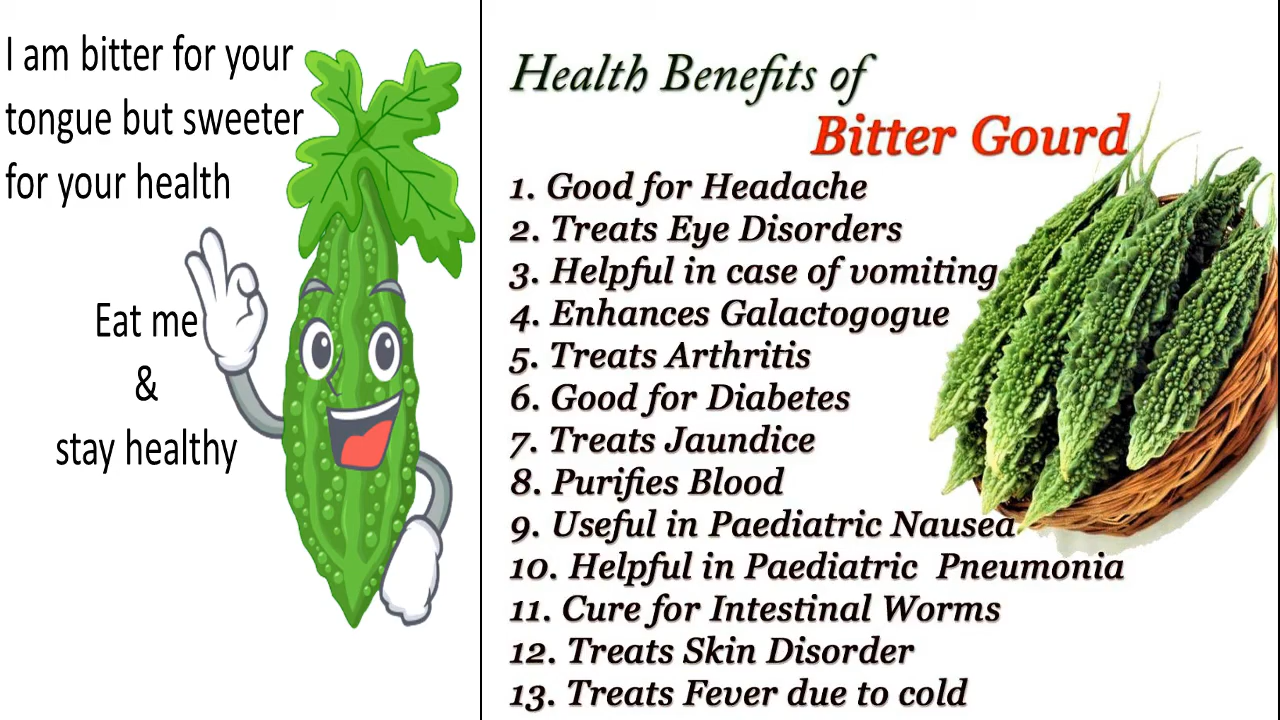 I am bitter for your
tongue but sweeter
for your health
Eat me
&
stay healthy
Health Benefits of
Bitter Gourd
1. Good for Headache
2. Treats Eye Disorders
3. Helpful in case of vomiting
4. Enhances Galactogogue
5. Treats Arthritis
6. Good for Diabetes
7. Treats Jaundice
8. Purifies Blood
9. Useful in Paediatric Nausea
10. Helpful in Paediatric Pneumonia
11. Cure for Intestinal Worms
12. Treats Skin Disorder
13. Treats Fever due to cold